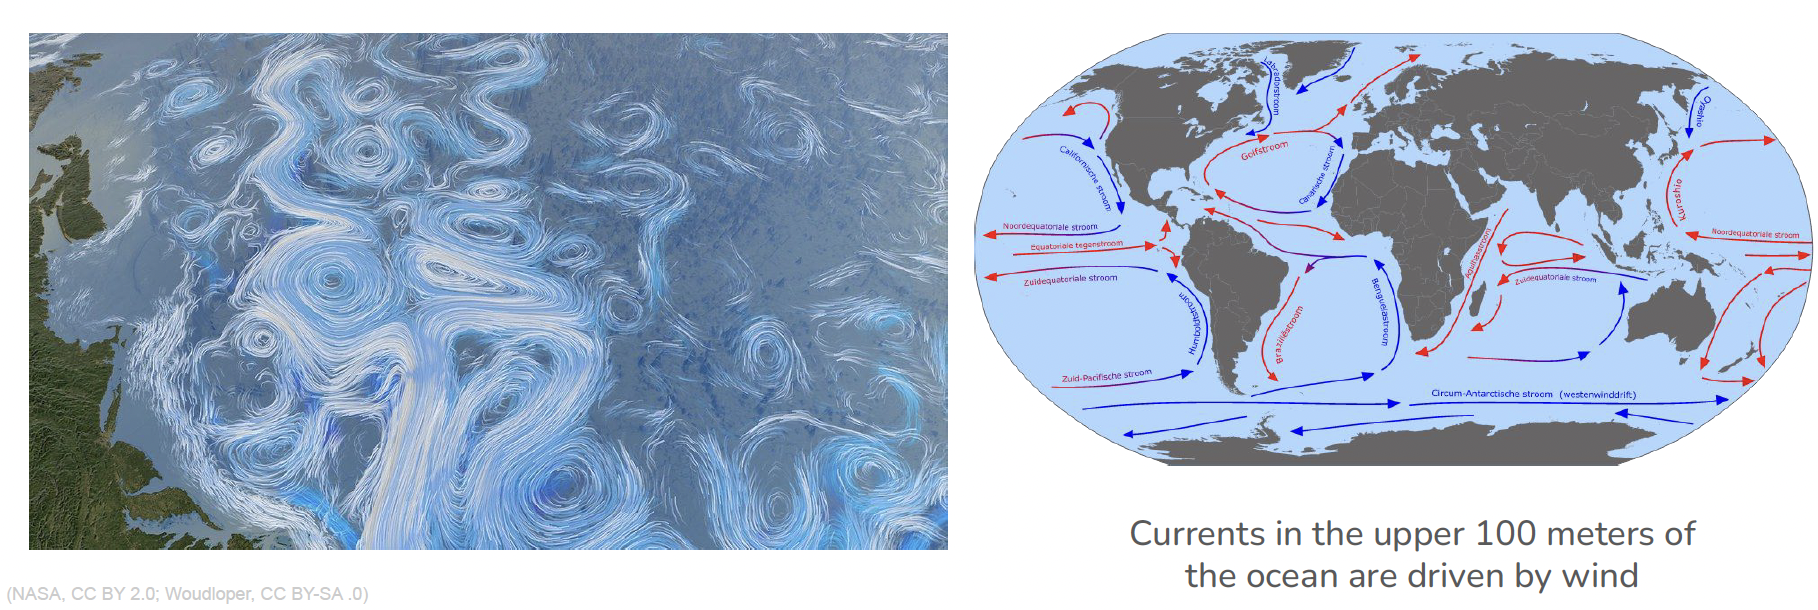 Labradorstroom
Golfstroom
Canarische stroom
Californische stroom
Noordequatoriale stroom
Equatoriale tegenstroom
Zuidequatoriale stroom
Humboldtstroom
Zuid-Pacifische stroom
Braziliëstroom
Benguelastroom
Agulhasstroom
Zuidequatoriale stroom
Oyashio
Kuroshio
Noordequatoriale stroom
Circum-Antarctische stroom (westenwinddrift)
Currents in the upper 100 meters of
the ocean are driven by wind
(NASA, CC BY 2.0; Woudloper, CC BY-SA .0)